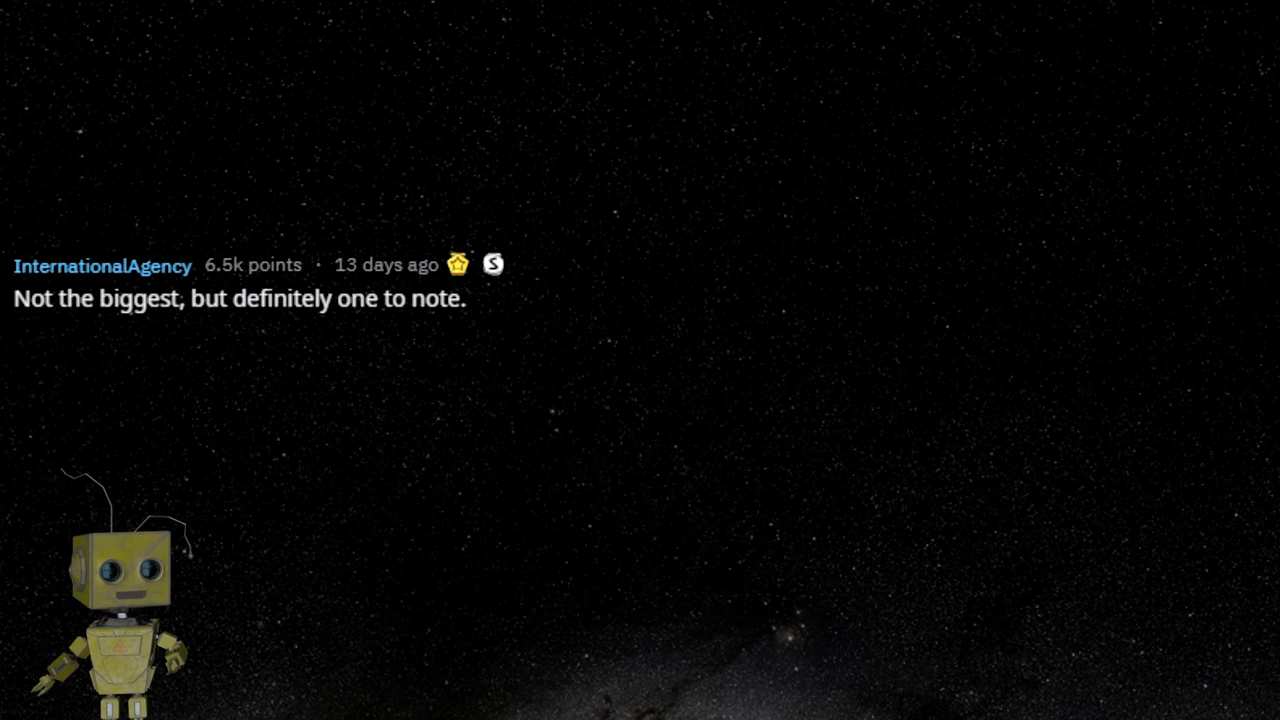 InternationalAgency 6.5k points · 13 days ago
Not the biggest, but definitely one to note.